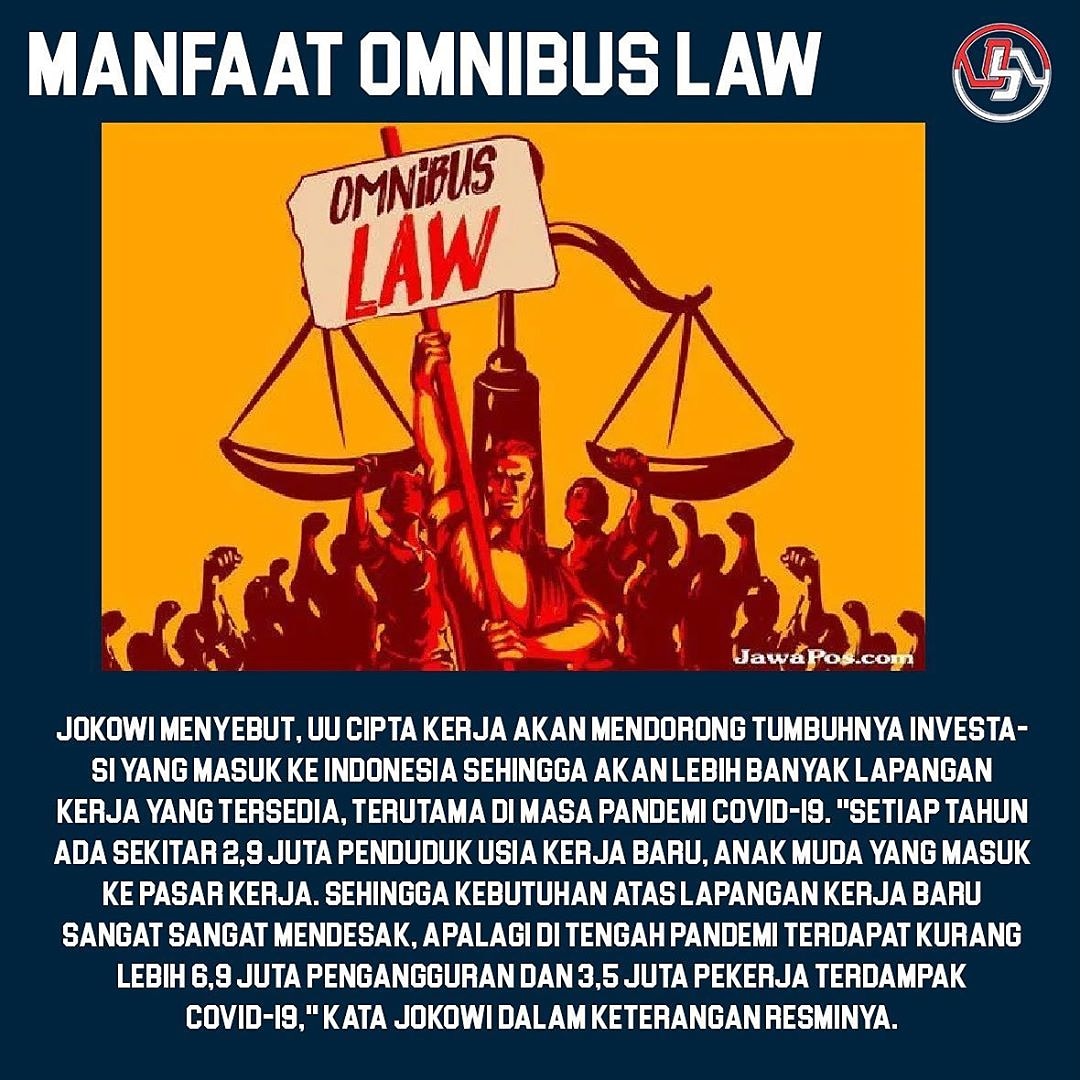 MANFAAT OMNIBUS LAW
OMNIBUS
LAW
JawaPos.com
JOKOWI MENYEBUT, UU CIPTA KERJA AKAN MENDORONG TUMBUHNYA INVESTA-
SI YANG MASUK KE INDONESIA SEHINGGA AKAN LEBIH BANYAK LAPANGAN
KERJA YANG TERSEDIA, TERUTAMA DI MASA PANDEMI COVID-19. "SETIAP TAHUN
ADA SEKITAR 2,9 JUTA PENDUDUK USIA KERJA BARU, ANAK MUDA YANG MASUK
KE PASAR KERJA. SEHINGGA KEBUTUHAN ATAS LAPANGAN KERJA BARU
SANGAT SANGAT MENDESAK, APALAGI DI TENGAH PANDEMI TERDAPAT KURANG
LEBIH 6,9 JUTA PENGANGGURAN DAN 3,5 JUTA PEKERJA TERDAMPAK
COVID-19," KATA JOKOWI DALAM KETERANGAN RESMINYA.